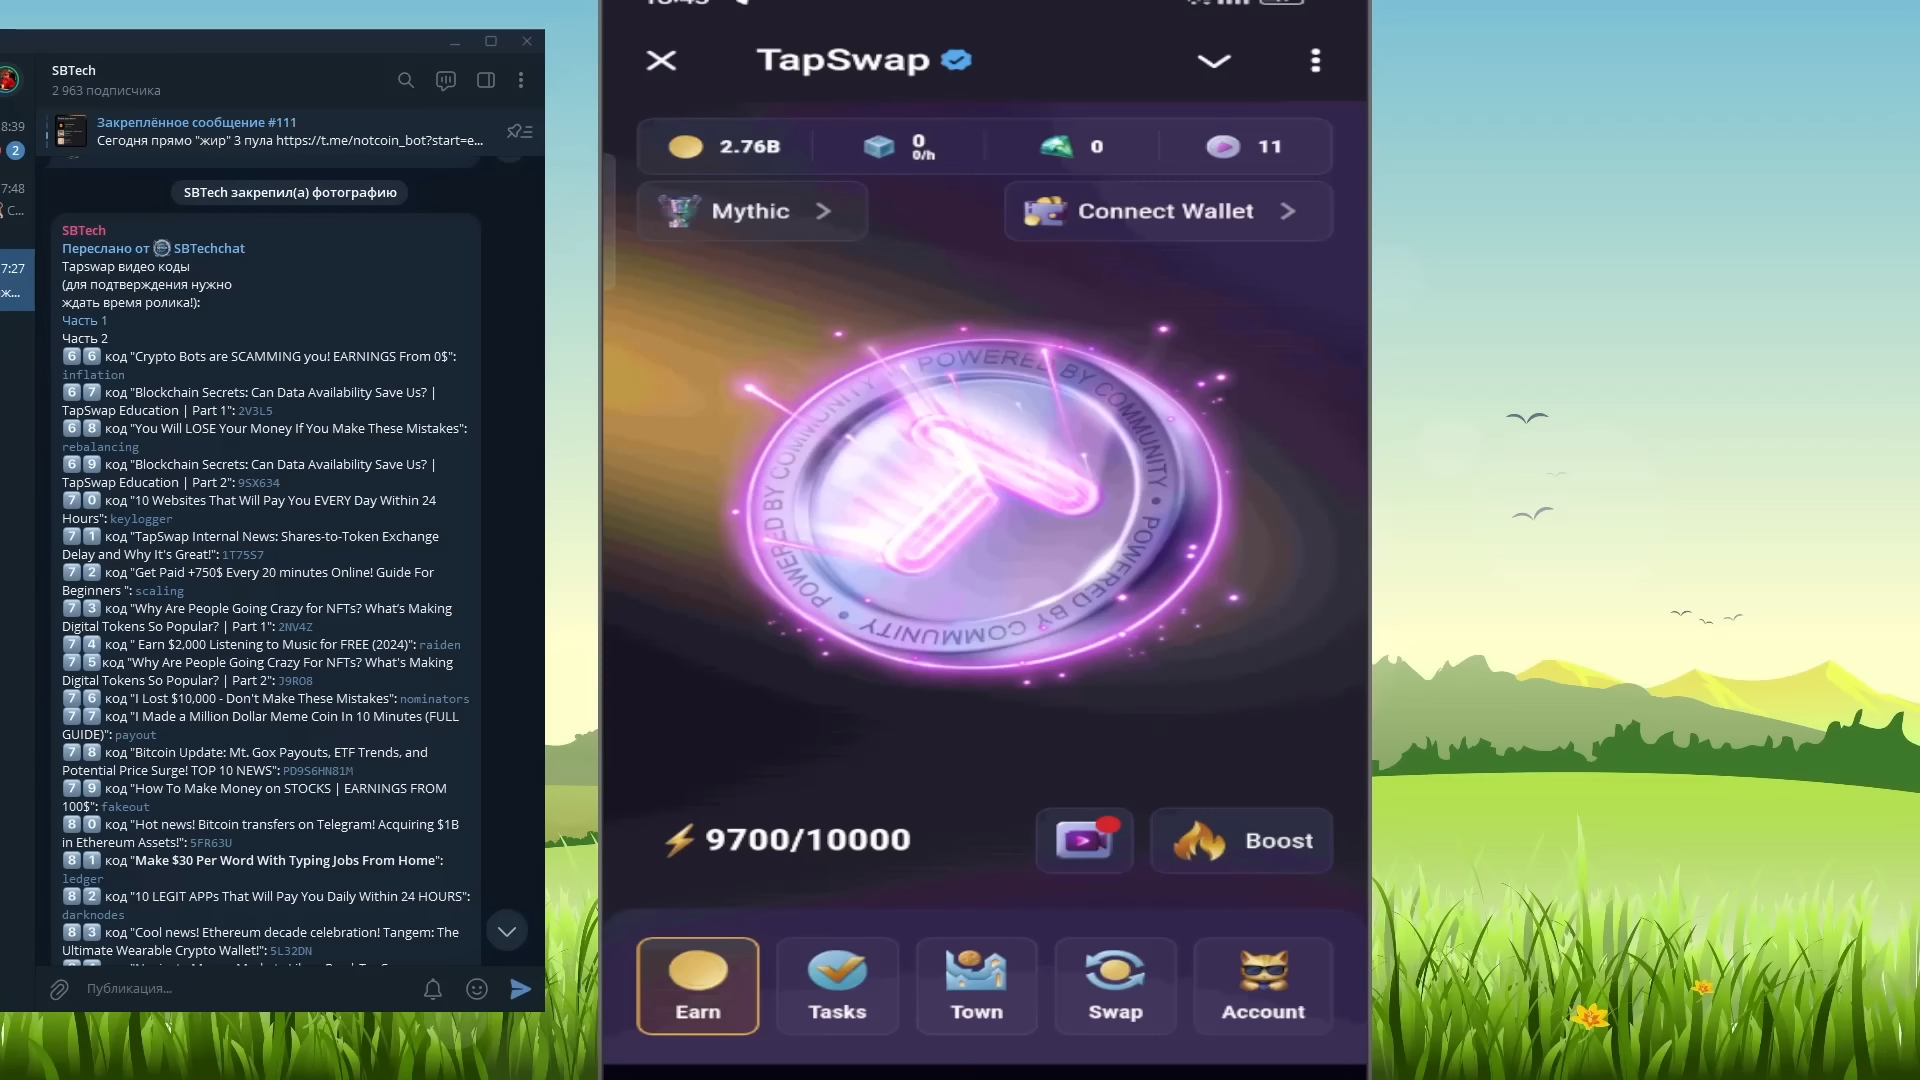 SBTech
2 963 подписчика
Закреплённое сообщение #111
Сегодня прямо "жир" 3 пула https://t.me/notcoin_bot?start=e...
8:39
2
7:48
С...
7:27
ж...
SBTech закрепил(а) фотографию
SBTech
Переслано от SBTechchat
Tapswap видео коды
(для подтверждения нужно
ждать время ролика!):
Часть 1
Часть 2
66 код "Crypto Bots are SCAMMING you! EARNINGS From 0$":
inflation
67 код "Blockchain Secrets: Can Data Availability Save Us? |
TapSwap Education | Part 1": 2V3L5
68 код "You Will LOSE Your Money If You Make These Mistakes":
rebalancing
69 код "Blockchain Secrets: Can Data Availability Save Us? |
TapSwap Education | Part 2": 9SX634
70 код "10 Websites That Will Pay You EVERY Day Within 24
Hours": keylogger
71 код "TapSwap Internal News: Shares-to-Token Exchange
Delay and Why It's Great!": 1T75S7
72 код "Get Paid +750$ Every 20 minutes Online! Guide For
Beginners ": scaling
73 код "Why Are People Going Crazy for NFTs? What's Making
Digital Tokens So Popular? | Part 1": 2NV4Z
74 код " Earn $2,000 Listening to Music for FREE (2024)": raiden
75 код "Why Are People Going Crazy For NFTs? What's Making
Digital Tokens So Popular? | Part 2": J9RO8
76 код "I Lost $10,000 - Don't Make These Mistakes": nominators
77 код "I Made a Million Dollar Meme Coin In 10 Minutes (FULL
GUIDE)": payout
78 код "Bitcoin Update: Mt. Gox Payouts, ETF Trends, and
Potential Price Surge! TOP 10 NEWS": PD9S6HN81M
79 код "How To Make Money on STOCKS | EARNINGS FROM
100$": fakeout
80 код "Hot news! Bitcoin transfers on Telegram! Acquiring $1B
in Ethereum Assets!": 5FR63U
81 код "Make $30 Per Word With Typing Jobs From Home":
ledger
82 код "10 LEGIT APPs That Will Pay You Daily Within 24 HOURS":
darknodes
83 код "Cool news! Ethereum decade celebration! Tangem: The
Ultimate Wearable Crypto Wallet!": 5L32DN
Публикация...
TapSwap
2.76B
0
0/h
0
11
Mythic
Connect Wallet
POWERED BY COMMUNITY • POWERED BY COMMUNITY • POWERED BY COMMUNITY
9700/10000
Boost
Earn
Tasks
Town
Swap
Account